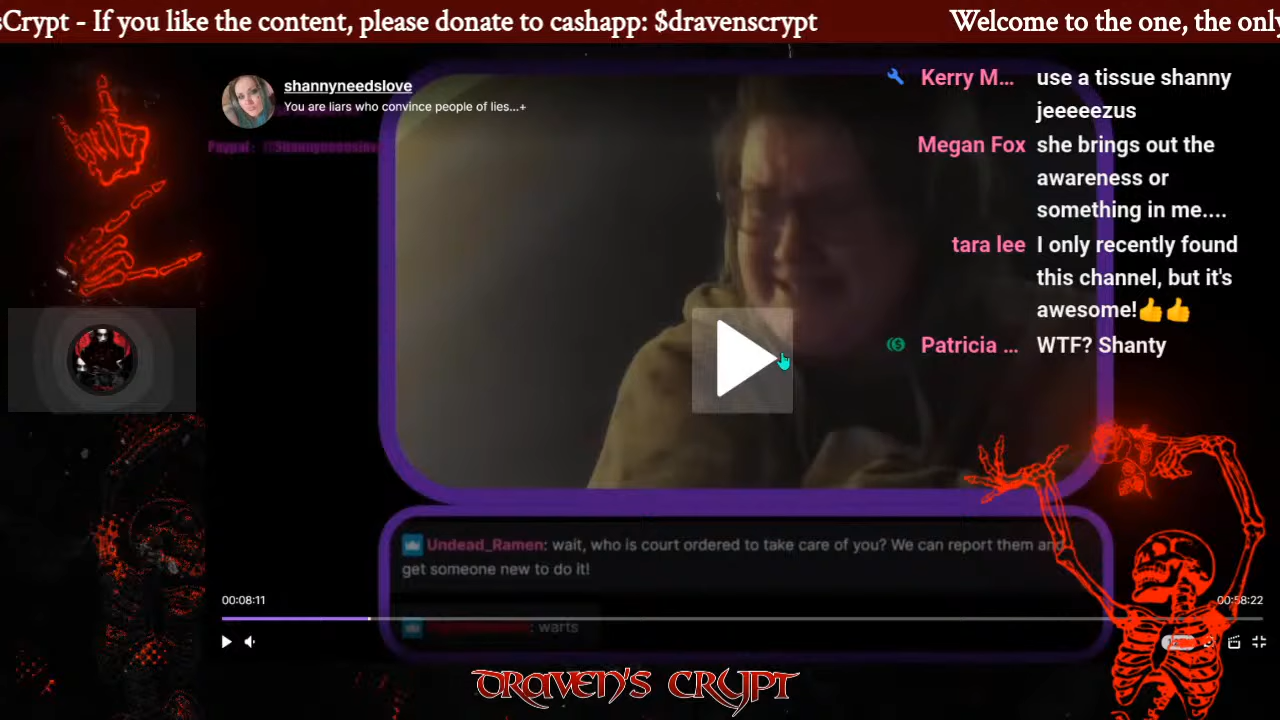 sCrypt - If you like the content, please donate to cashapp: $dravenscrypt
Welcome to the one, the only
shannyneedslove
You are liars who convince people of lies...+
Paypal :
Kerry M... use a tissue shanny
jeeeeezus
Megan Fox she brings out the
awareness or
something in me....
tara lee I only recently found
this channel, but it's
awesome!👍👍
Patricia ... WTF? Shanty
Undead_Ramen: wait, who is court ordered to take care of you? We can report them and
get someone new to do it!
: warts
00:08:11
00:58:22
DRAVEN'S CRYPT